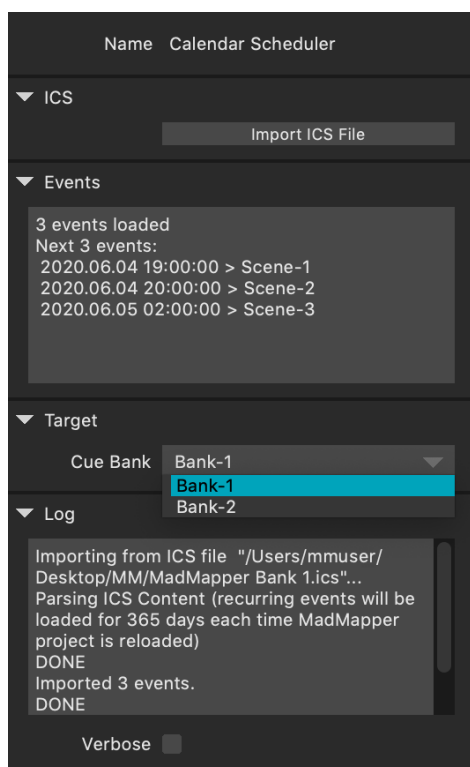 Name Calendar Scheduler
ICS
Import ICS File
Events
3 events loaded
Next 3 events:
2020.06.04 19:00:00 > Scene-1
2020.06.04 20:00:00 > Scene-2
2020.06.05 02:00:00 > Scene-3
Target
Cue Bank Bank-1
Bank-1
Bank-2
Log
Importing from ICS file "/Users/mmuser/
Desktop/MM/MadMapper Bank 1.ics"...
Parsing ICS Content (recurring events will be
loaded for 365 days each time MadMapper
project is reloaded)
DONE
Imported 3 events.
DONE
Verbose